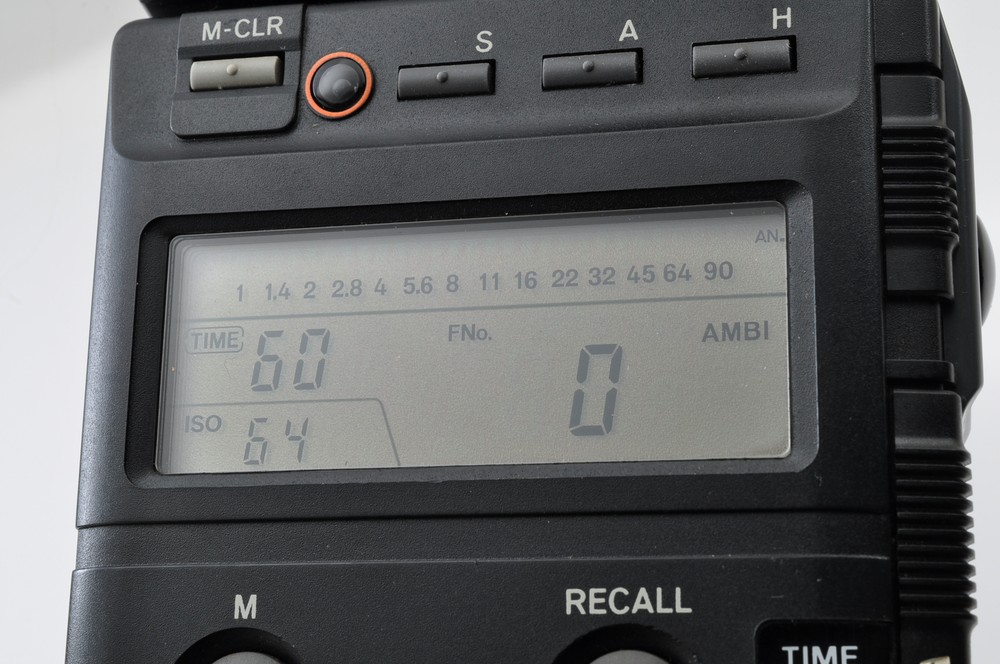 M-CLR S A H
AN.
1 1.4 2 2.8 4 5.6 8 11 16 22 32 45 64 90
TIME 60 FNo. 0 AMBI
ISO 64
M RECALL
TIME